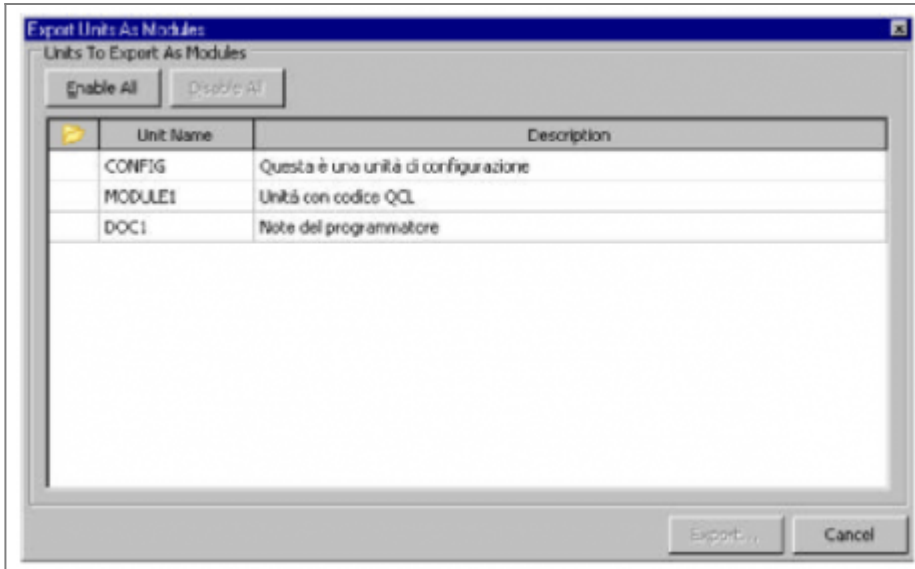 Export Units As Modules
Units To Export As Modules
Enable All Disable All
Unit Name Description
CONFIG Questa è una unità di configurazione
MODULE1 Unità con codice QCL
DOC1 Note del programmatore
Export... Cancel